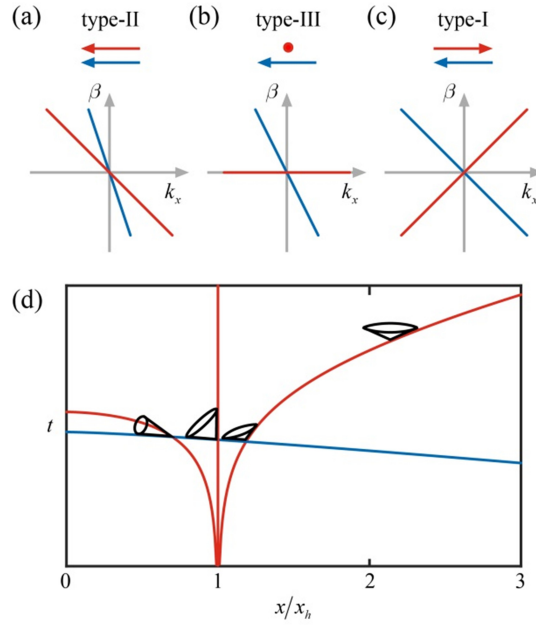 (a) type-II
(b) type-III
(c) type-I
β
k_x
β
k_x
β
k_x
(d)
t
0
1
2
3
x/x_h